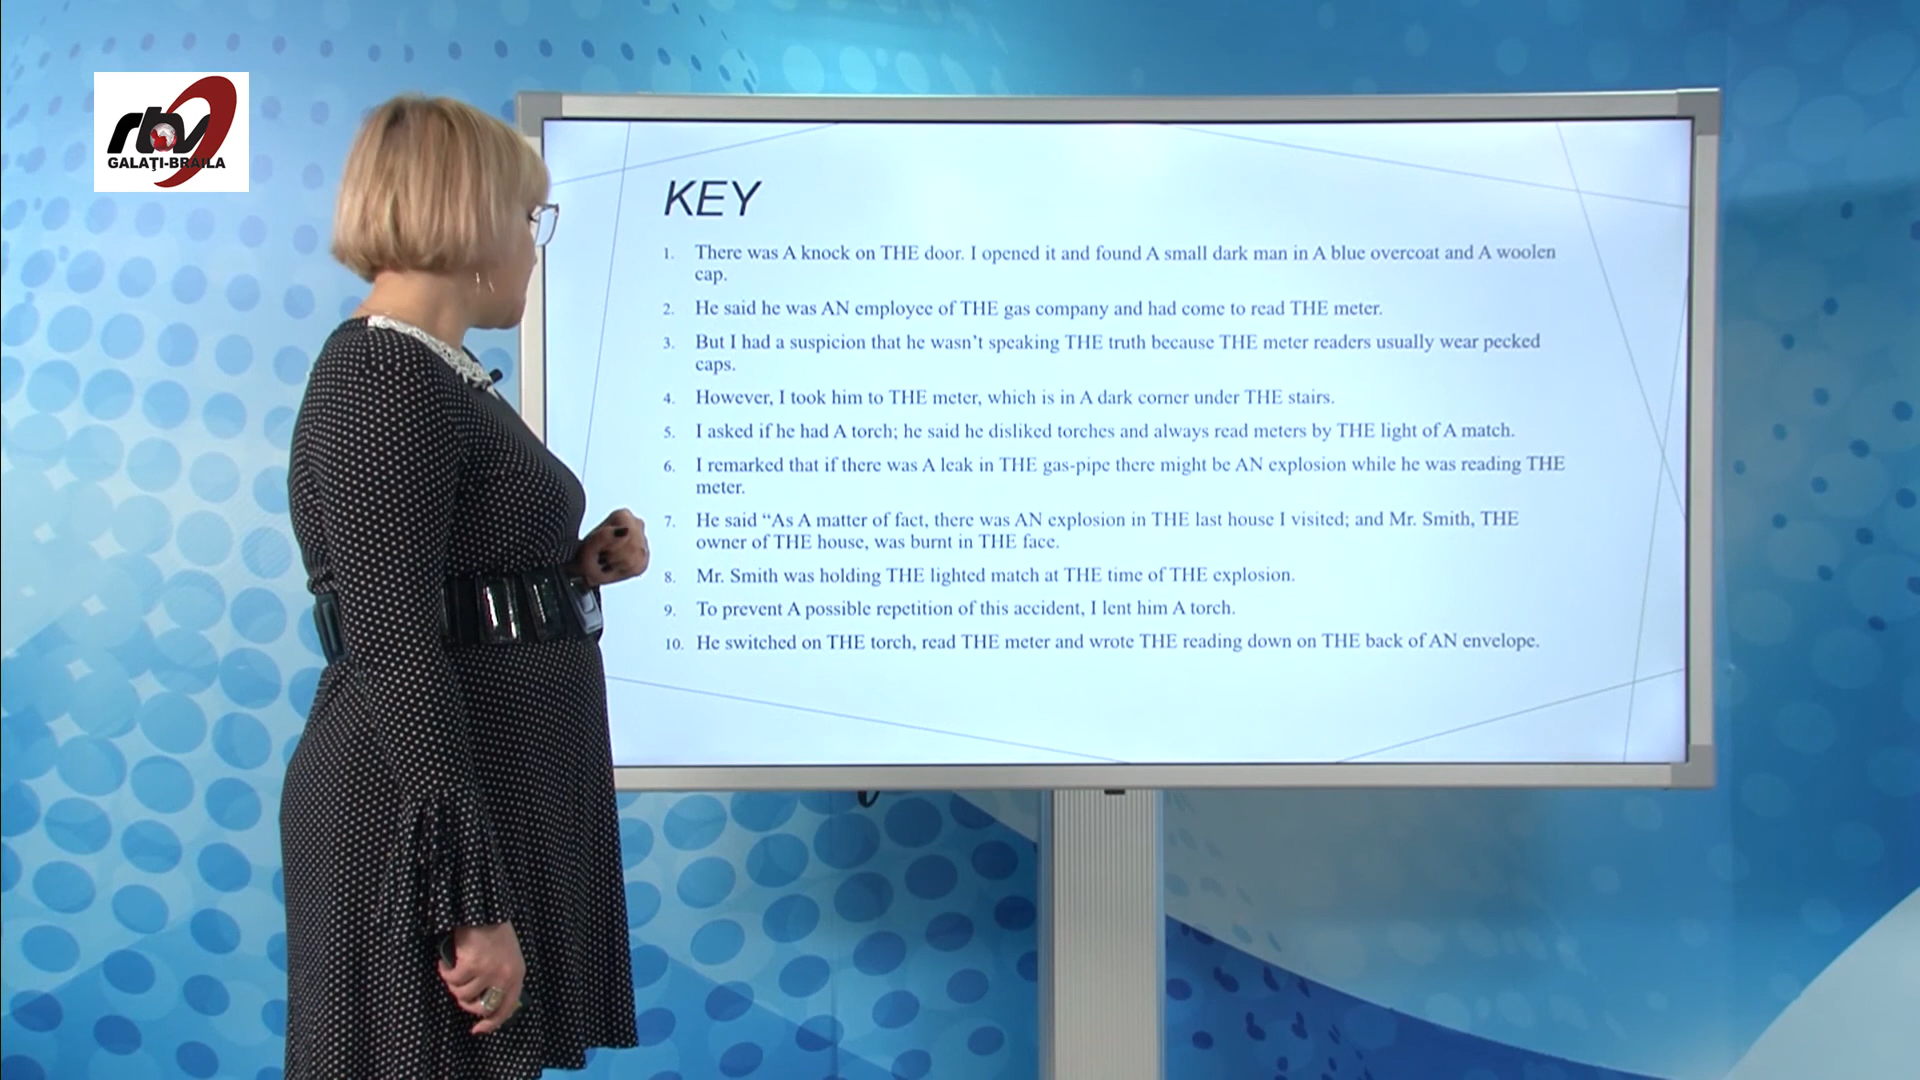 rtv
GALAŢI-BRAILA
KEY
1. There was A knock on THE door. I opened it and found A small dark man in A blue overcoat and A woolen
cap.
2. He said he was AN employee of THE gas company and had come to read THE meter.
3. But I had a suspicion that he wasn't speaking THE truth because THE meter readers usually wear pecked
caps.
4. However, I took him to THE meter, which is in A dark corner under THE stairs.
5. I asked if he had A torch; he said he disliked torches and always read meters by THE light of A match.
6. I remarked that if there was A leak in THE gas-pipe there might be AN explosion while he was reading THE
meter.
7. He said “As A matter of fact, there was AN explosion in THE last house I visited; and Mr. Smith, THE
owner of THE house, was burnt in THE face.
8. Mr. Smith was holding THE lighted match at THE time of THE explosion.
9. To prevent A possible repetition of this accident, I lent him A torch.
10. He switched on THE torch, read THE meter and wrote THE reading down on THE back of AN envelope.